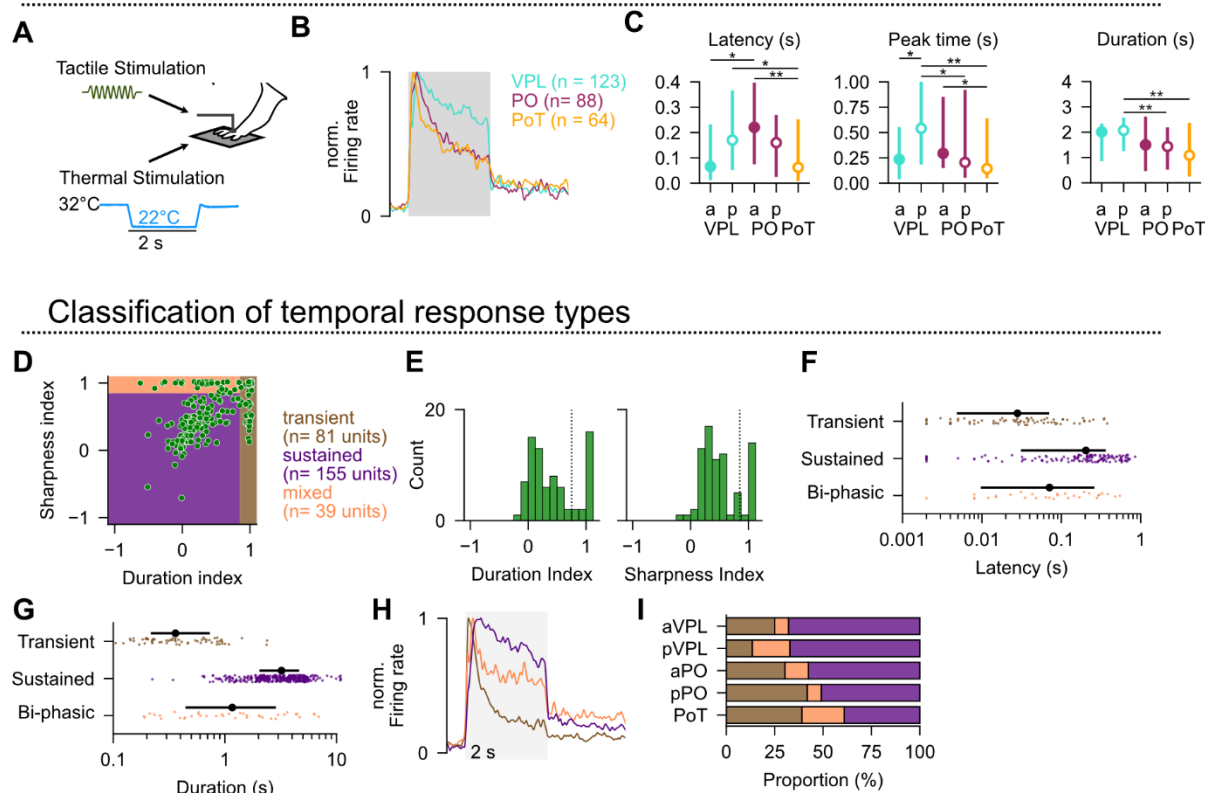 A
Tactile Stimulation
Thermal Stimulation
32°C
22°C
2 s
B
norm.
Firing rate
1
0
VPL (n = 123)
PO (n= 88)
PoT (n = 64)
C
Latency (s)
* * **
0.4
0.3
0.2
0.1
0.0
a p a p
VPL PO PoT
Peak time (s)
* ** * *
1.00
0.75
0.50
0.25
0.00
a p a p
VPL PO PoT
Duration (s)
** **
4
3
2
1
0
a p a p
VPL PO PoT
Classification of temporal response types
D
Sharpness index
1
0
−1
−1 0 1
Duration index
transient
(n= 81 units)
sustained
(n= 155 units)
mixed
(n= 39 units)
E
Count
20
0
−1 0 1
Duration Index
−1 0 1
Sharpness Index
F
Transient
Sustained
Bi-phasic
0.001 0.01 0.1 1
Latency (s)
G
Transient
Sustained
Bi-phasic
0.1 1 10
Duration (s)
H
norm.
Firing rate
1
0
2 s
I
aVPL
pVPL
aPO
pPO
PoT
0 25 50 75 100
Proportion (%)